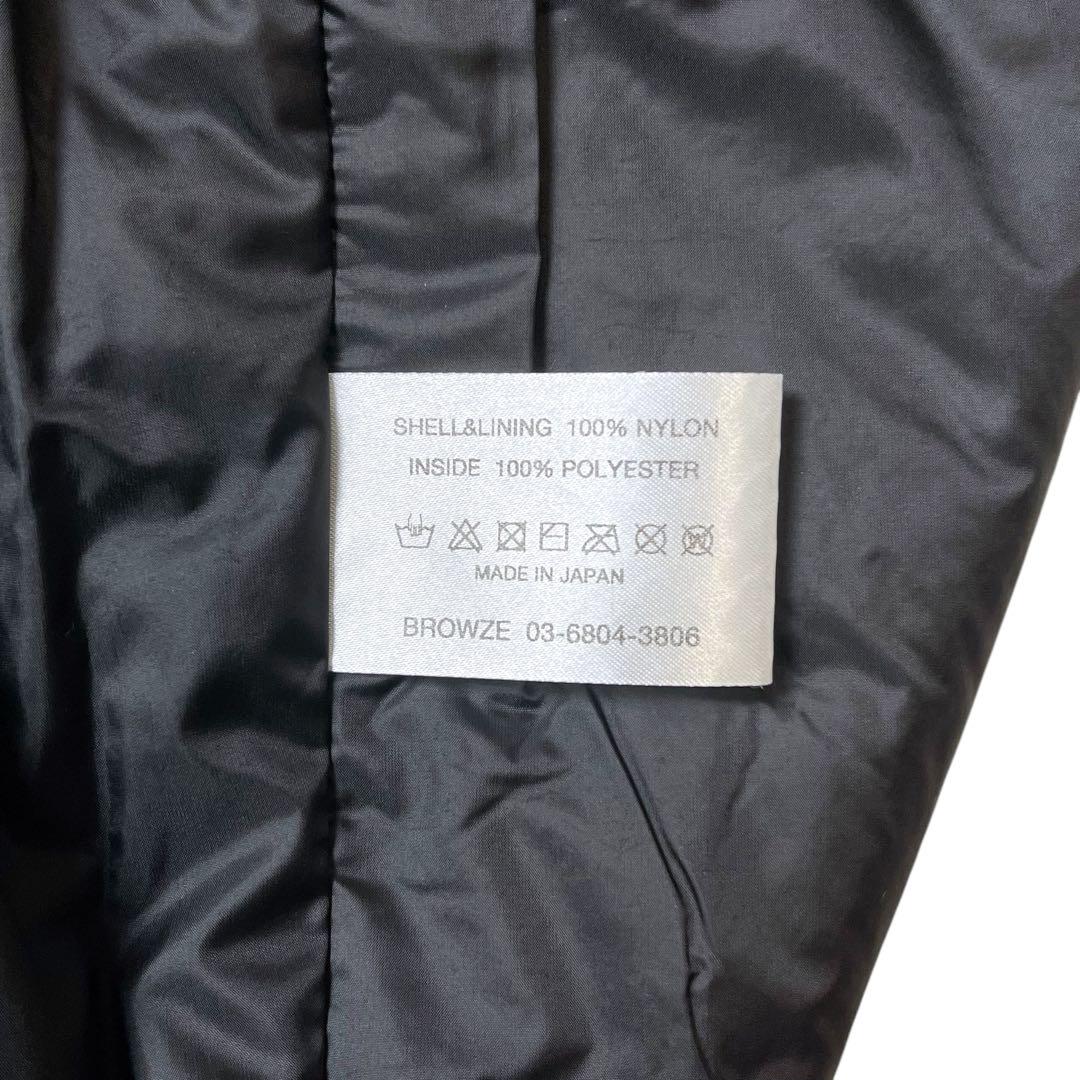 SHELL&LINING 100% NYLON
INSIDE 100% POLYESTER
MADE IN JAPAN
BROWZE 03-6804-3806